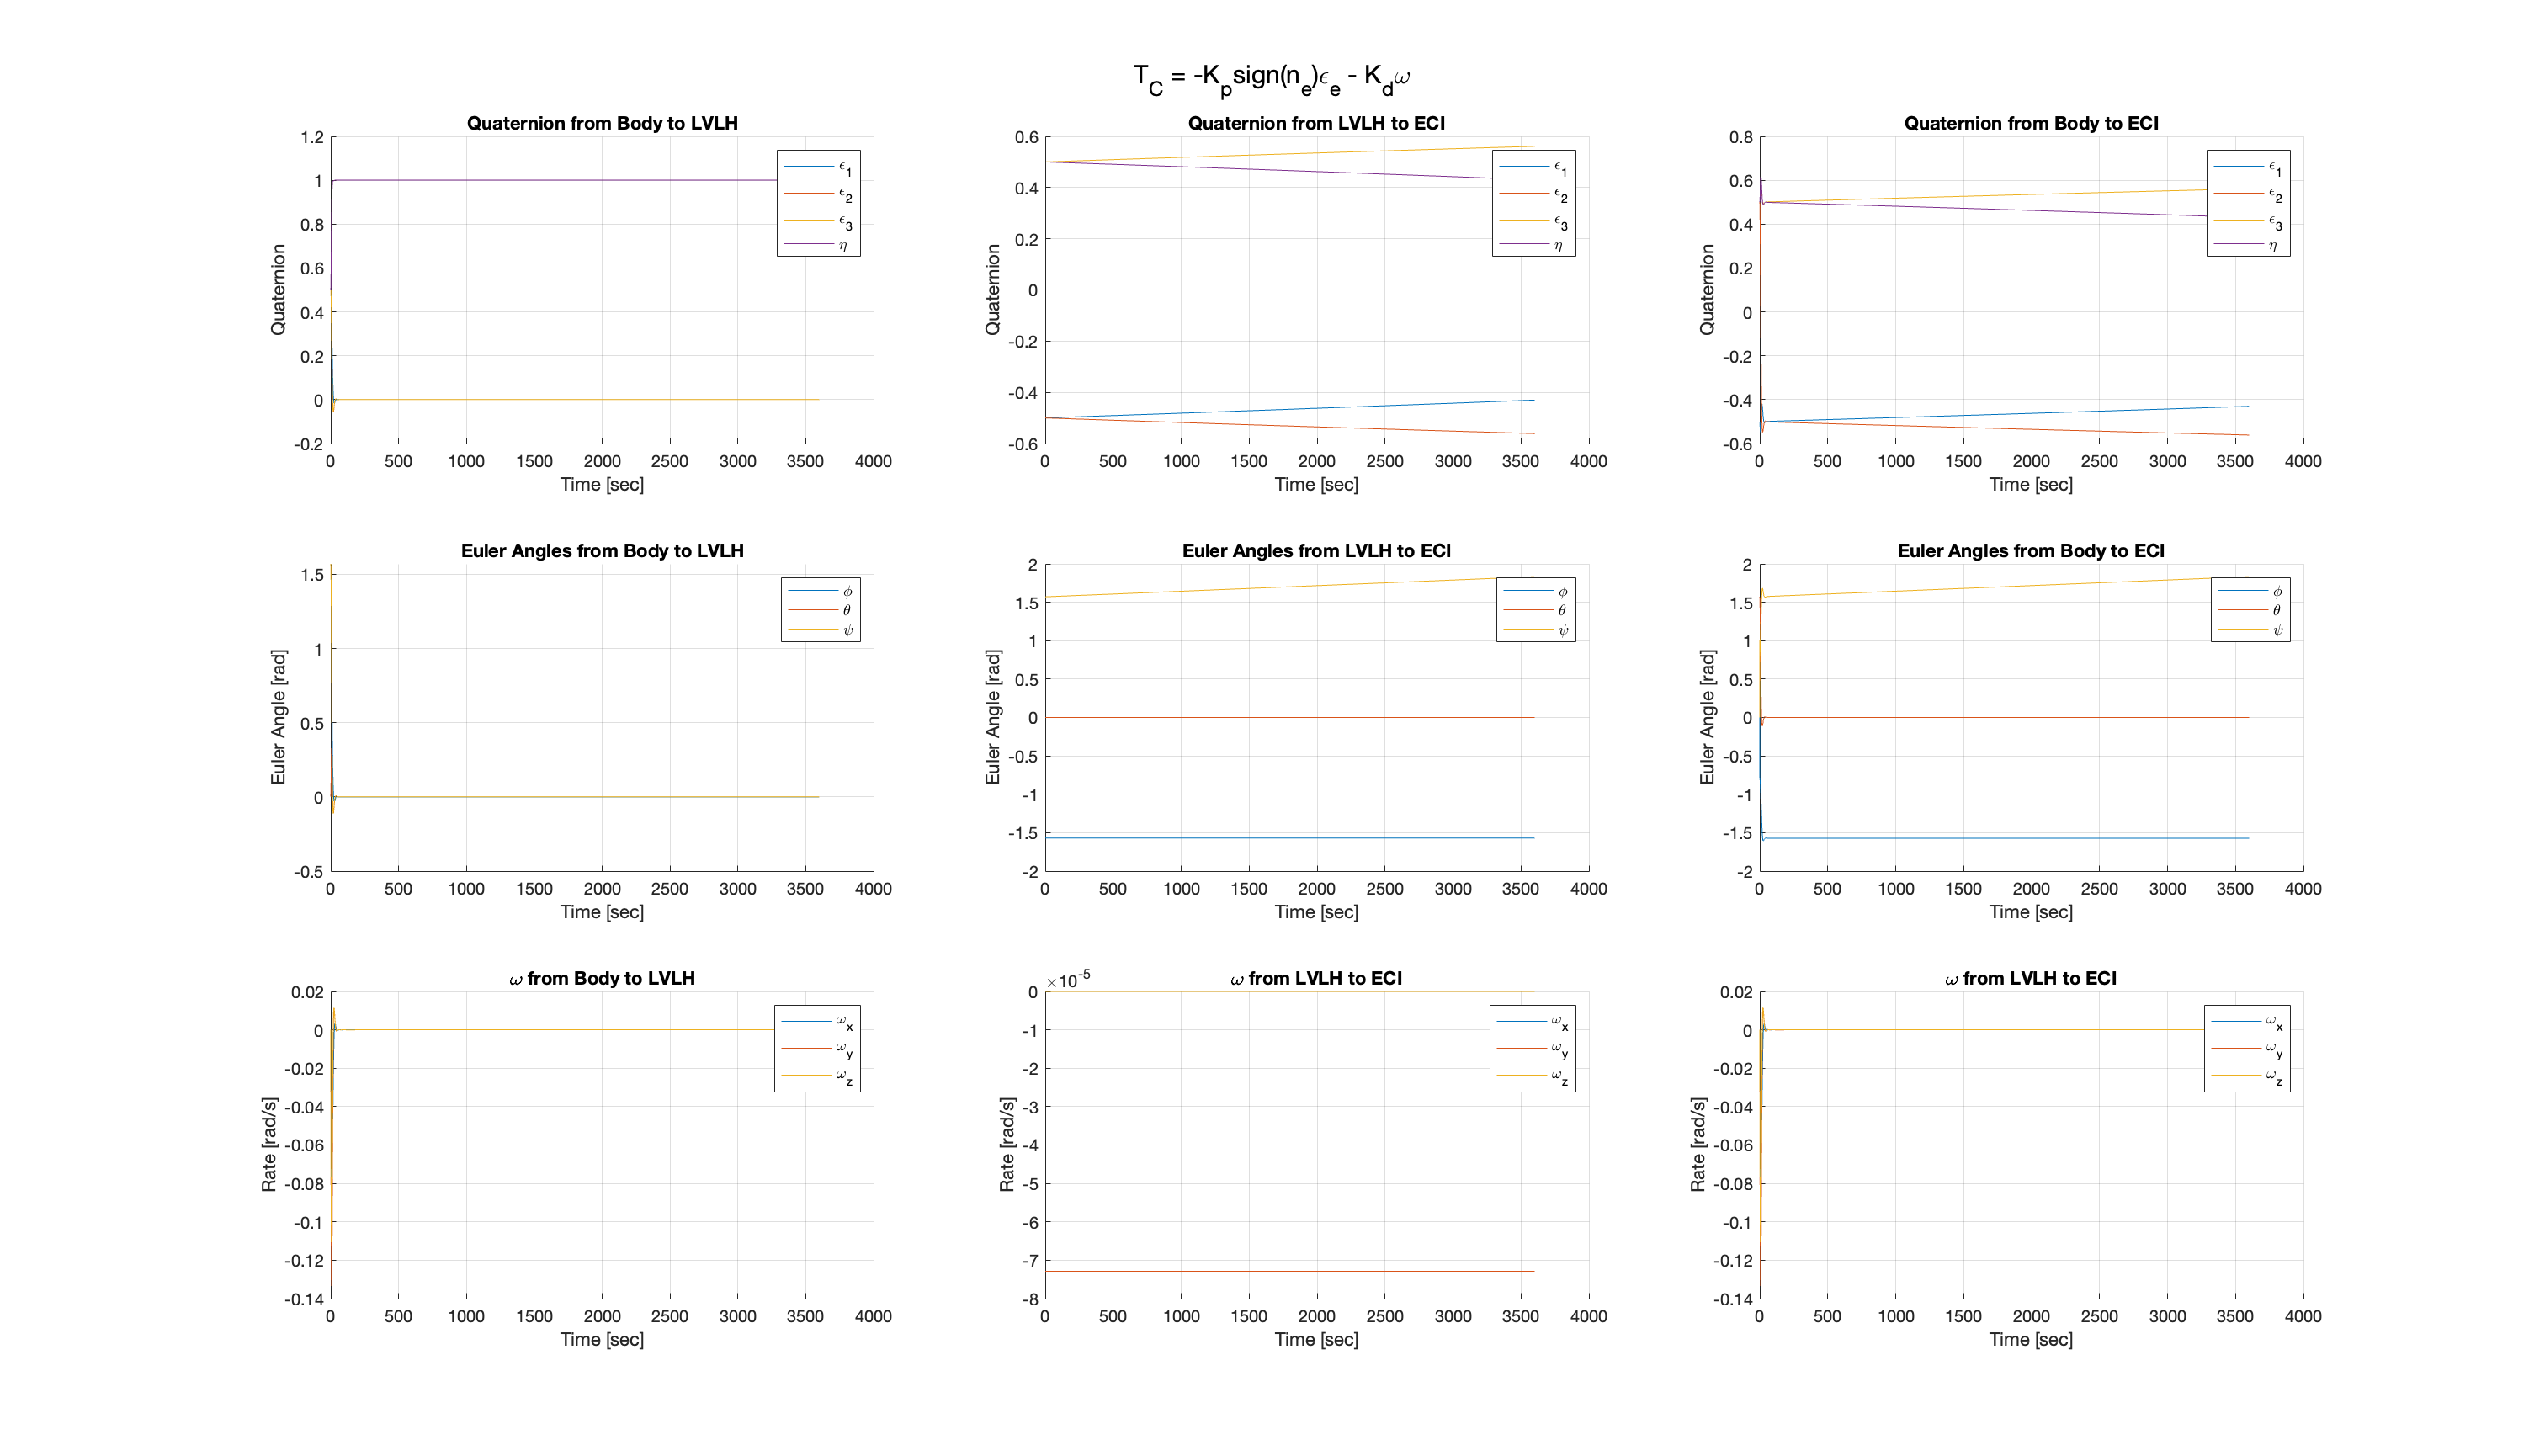 T_C = -K_p sign(n_e)ϵ_e - K_d ω
Quaternion from Body to LVLH
1.2
1
0.8
0.6
0.4
0.2
0
-0.2
Quaternion
0 500 1000 1500 2000 2500 3000 3500 4000
Time [sec]
ϵ_1
ϵ_2
ϵ_3
η
Quaternion from LVLH to ECI
0.6
0.4
0.2
0
-0.2
-0.4
-0.6
Quaternion
0 500 1000 1500 2000 2500 3000 3500 4000
Time [sec]
ϵ_1
ϵ_2
ϵ_3
η
Quaternion from Body to ECI
0.8
0.6
0.4
0.2
0
-0.2
-0.4
-0.6
Quaternion
0 500 1000 1500 2000 2500 3000 3500 4000
Time [sec]
ϵ_1
ϵ_2
ϵ_3
η
Euler Angles from Body to LVLH
1.5
1
0.5
0
-0.5
Euler Angle [rad]
0 500 1000 1500 2000 2500 3000 3500 4000
Time [sec]
ϕ
θ
ψ
Euler Angles from LVLH to ECI
2
1.5
1
0.5
0
-0.5
-1
-1.5
-2
Euler Angle [rad]
0 500 1000 1500 2000 2500 3000 3500 4000
Time [sec]
ϕ
θ
ψ
Euler Angles from Body to ECI
2
1.5
1
0.5
0
-0.5
-1
-1.5
-2
Euler Angle [rad]
0 500 1000 1500 2000 2500 3000 3500 4000
Time [sec]
ϕ
θ
ψ
ω from Body to LVLH
0.02
0
-0.02
-0.04
-0.06
-0.08
-0.1
-0.12
-0.14
Rate [rad/s]
0 500 1000 1500 2000 2500 3000 3500 4000
Time [sec]
ω_x
ω_y
ω_z
ω from LVLH to ECI
×10^-5
0
-1
-2
-3
-4
-5
-6
-7
-8
Rate [rad/s]
0 500 1000 1500 2000 2500 3000 3500 4000
Time [sec]
ω_x
ω_y
ω_z
ω from LVLH to ECI
0.02
0
-0.02
-0.04
-0.06
-0.08
-0.1
-0.12
-0.14
Rate [rad/s]
0 500 1000 1500 2000 2500 3000 3500 4000
Time [sec]
ω_x
ω_y
ω_z